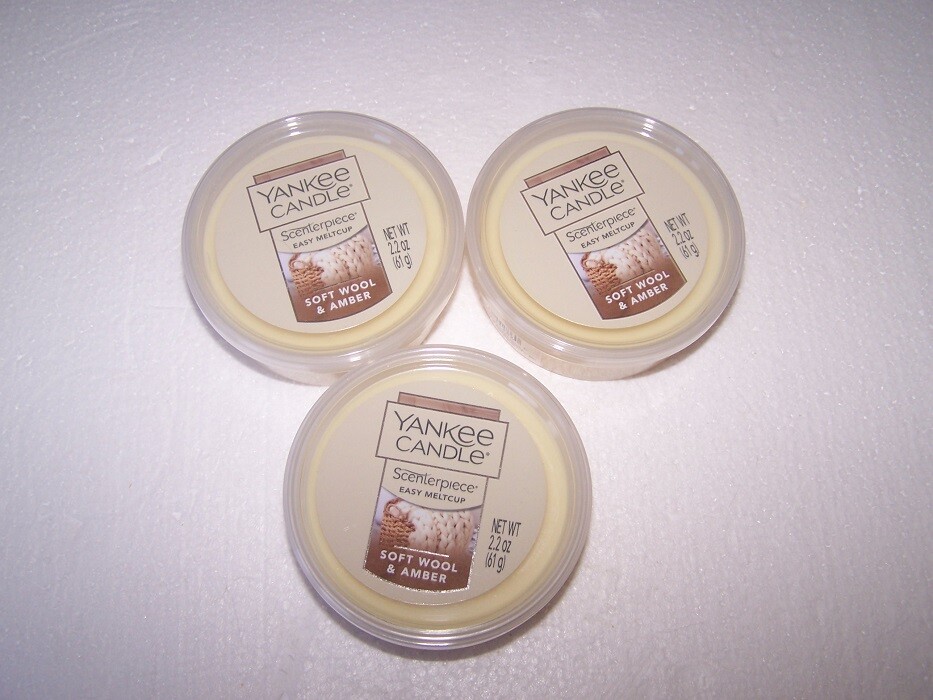 YANKEE
CANDLE®
Scenterpiece®
EASY MELTCUP
SOFT WOOL
& AMBER
NET WT
2.2 oz
(61 g)
YANKEE
CANDLE®
Scenterpiece®
EASY MELTCUP
SOFT WOOL
& AMBER
NET WT
2.2 oz
(61 g)
YANKEE
CANDLE®
Scenterpiece®
EASY MELTCUP
SOFT WOOL
& AMBER
NET WT
2.2 oz
(61 g)